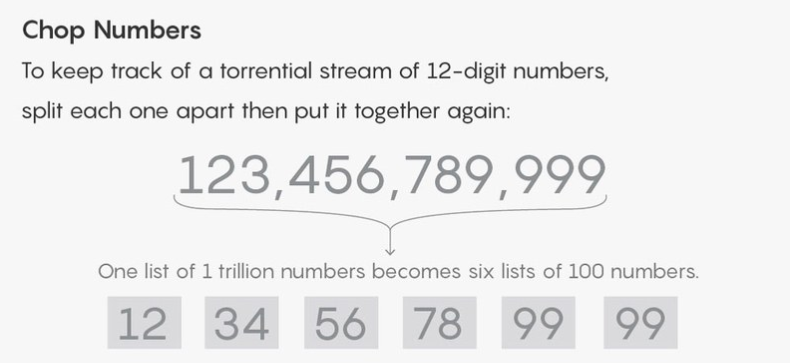 Chop Numbers
To keep track of a torrential stream of 12-digit numbers,
split each one apart then put it together again:
123,456,789,999
One list of 1 trillion numbers becomes six lists of 100 numbers.
12 34 56 78 99 99